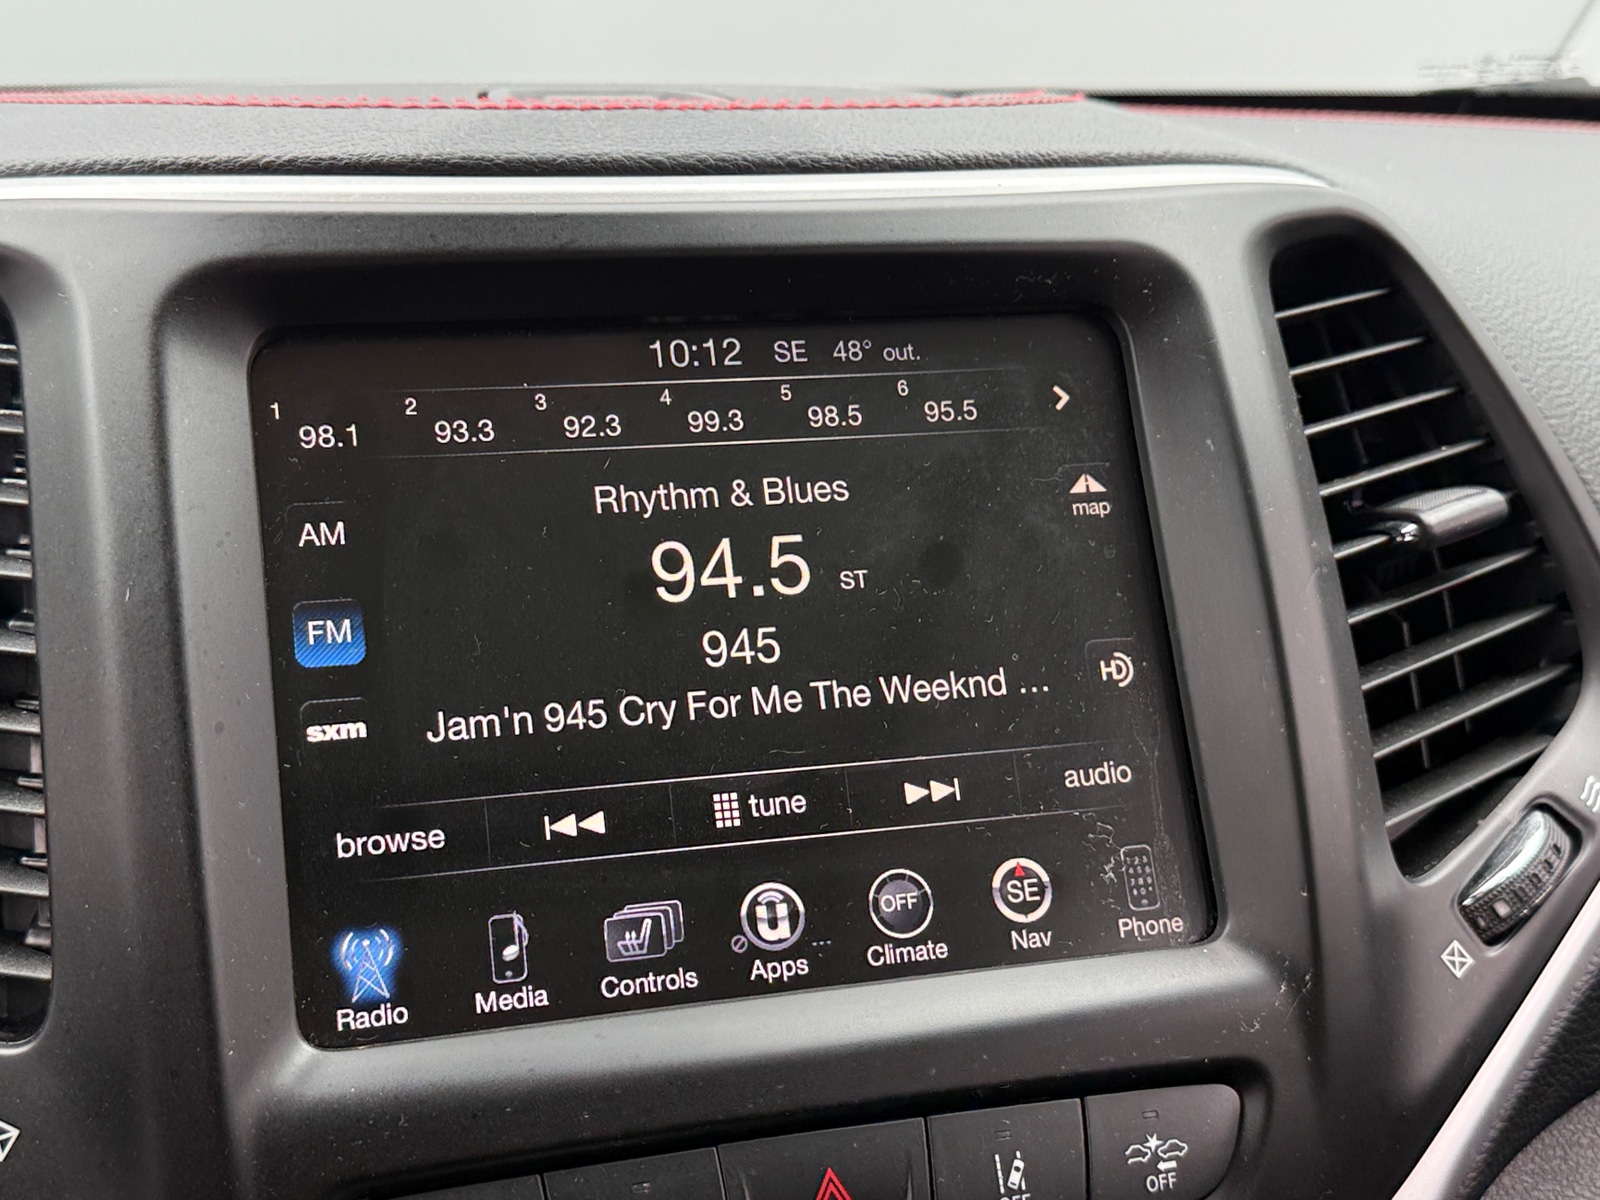 10:12 SE 48° out.
1 98.1 2 93.3 3 92.3 4 99.3 5 98.5 6 95.5
Rhythm & Blues
map
AM
94.5 ST
FM
945
HD
sxm
Jam'n 945 Cry For Me The Weeknd ...
browse tune audio
Radio Media Controls Apps Climate Nav Phone
OFF SE
OFF OFF